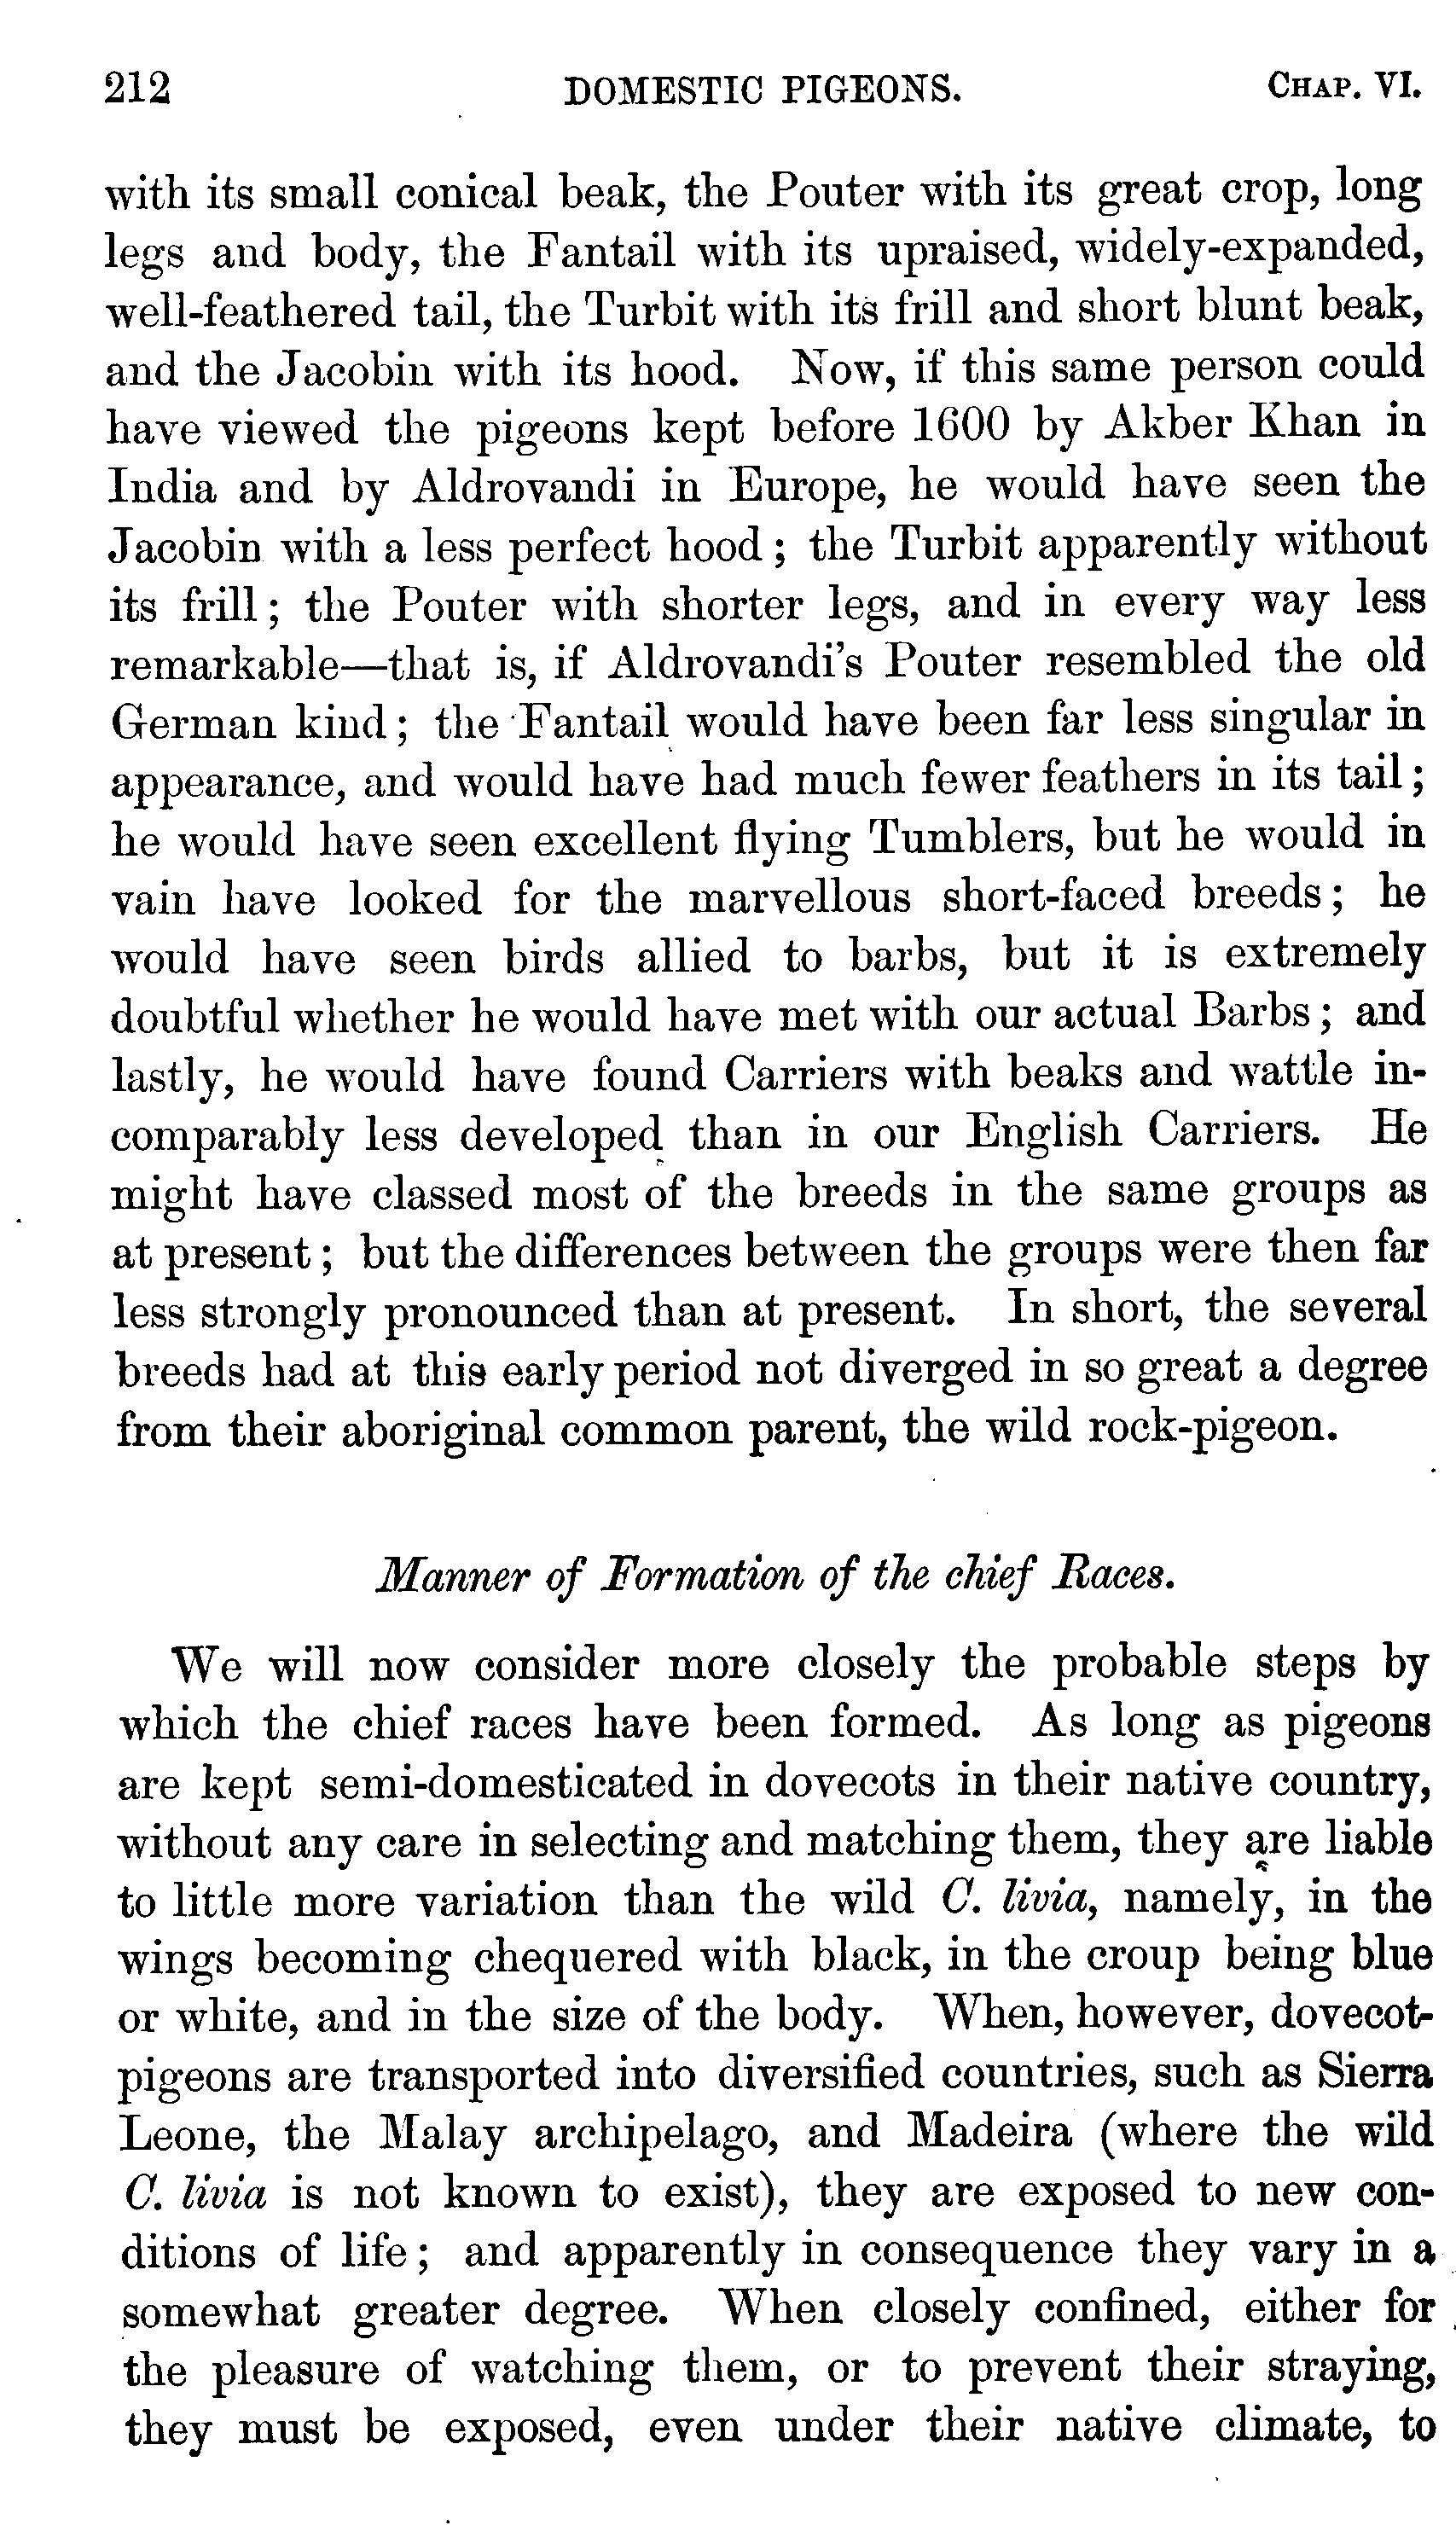 212 DOMESTIC PIGEONS. CHAP. VI.
with its small conical beak, the Pouter with its great crop, long
legs and body, the Fantail with its upraised, widely-expanded,
well-feathered tail, the Turbit with its frill and short blunt beak,
and the Jacobin with its hood. Now, if this same person could
have viewed the pigeons kept before 1600 by Akber Khan in
India and by Aldrovandi in Europe, he would have seen the
Jacobin with a less perfect hood; the Turbit apparently without
its frill; the Pouter with shorter legs, and in every way less
remarkable—that is, if Aldrovandi's Pouter resembled the old
German kind; the Fantail would have been far less singular in
appearance, and would have had much fewer feathers in its tail;
he would have seen excellent flying Tumblers, but he would in
vain have looked for the marvellous short-faced breeds; he
would have seen birds allied to barbs, but it is extremely
doubtful whether he would have met with our actual Barbs; and
lastly, he would have found Carriers with beaks and wattle in-
comparably less developed than in our English Carriers. He
might have classed most of the breeds in the same groups as
at present; but the differences between the groups were then far
less strongly pronounced than at present. In short, the several
breeds had at this early period not diverged in so great a degree
from their aboriginal common parent, the wild rock-pigeon.
Manner of Formation of the chief Races.
We will now consider more closely the probable steps by
which the chief races have been formed. As long as pigeons
are kept semi-domesticated in dovecots in their native country,
without any care in selecting and matching them, they are liable
to little more variation than the wild C. livia, namely, in the
wings becoming chequered with black, in the croup being blue
or white, and in the size of the body. When, however, dovecot-
pigeons are transported into diversified countries, such as Sierra
Leone, the Malay archipelago, and Madeira (where the wild
C. livia is not known to exist), they are exposed to new con-
ditions of life; and apparently in consequence they vary in a
somewhat greater degree. When closely confined, either for
the pleasure of watching them, or to prevent their straying,
they must be exposed, even under their native climate, to